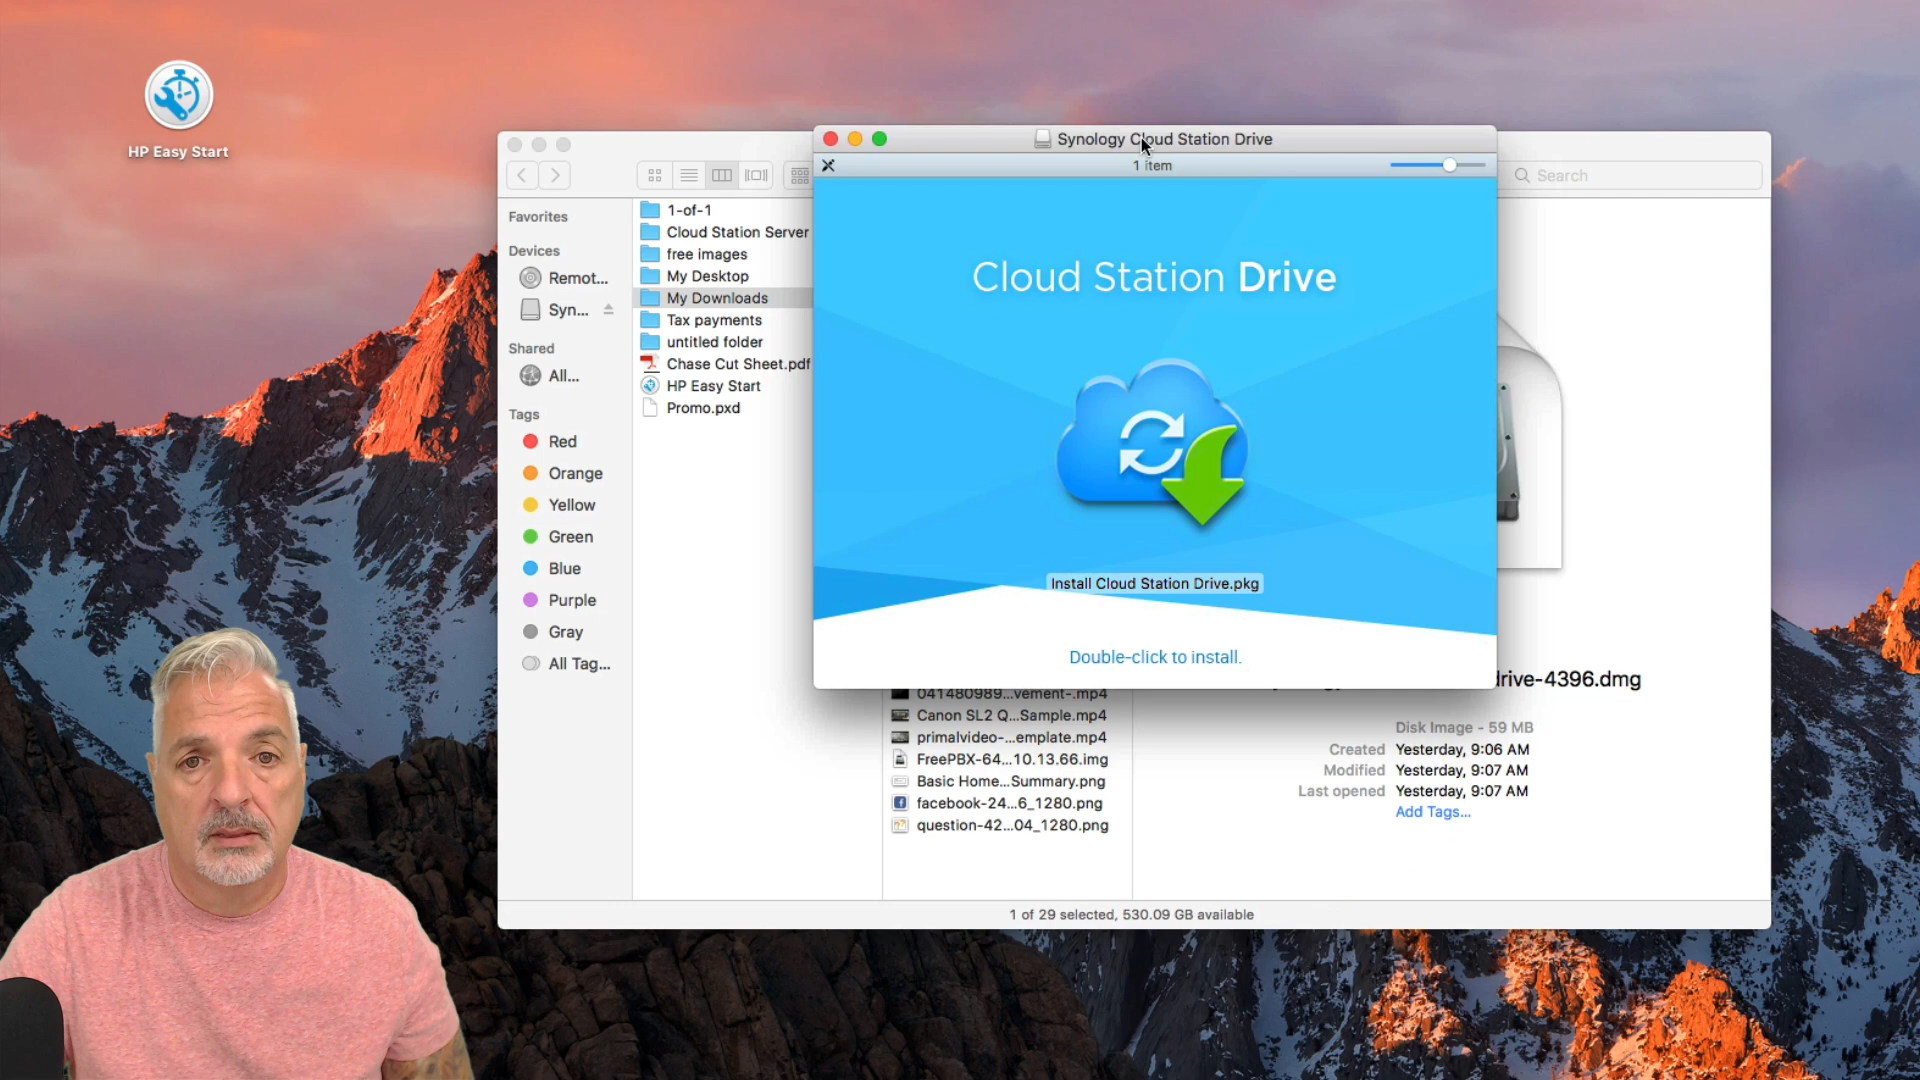 HP Easy Start
Synology Cloud Station Drive
1 item
Search
Favorites
Devices
Remot...
Syn...
Shared
All...
Tags
Red
Orange
Yellow
Green
Blue
Purple
Gray
All Tag...
1-of-1
Cloud Station Server
free images
My Desktop
My Downloads
Tax payments
untitled folder
Chase Cut Sheet.pdf
HP Easy Start
Promo.pxd
Cloud Station Drive
Install Cloud Station Drive.pkg
Double-click to install.
041480989...vement-.mp4
Canon SL2 Q...Sample.mp4
primalvideo-...emplate.mp4
FreePBX-64...10.13.66.img
Basic Home...Summary.png
facebook-24...6_1280.png
question-42...04_1280.png
drive-4396.dmg
Disk Image - 59 MB
Created Yesterday, 9:06 AM
Modified Yesterday, 9:07 AM
Last opened Yesterday, 9:07 AM
Add Tags...
1 of 29 selected, 530.09 GB available